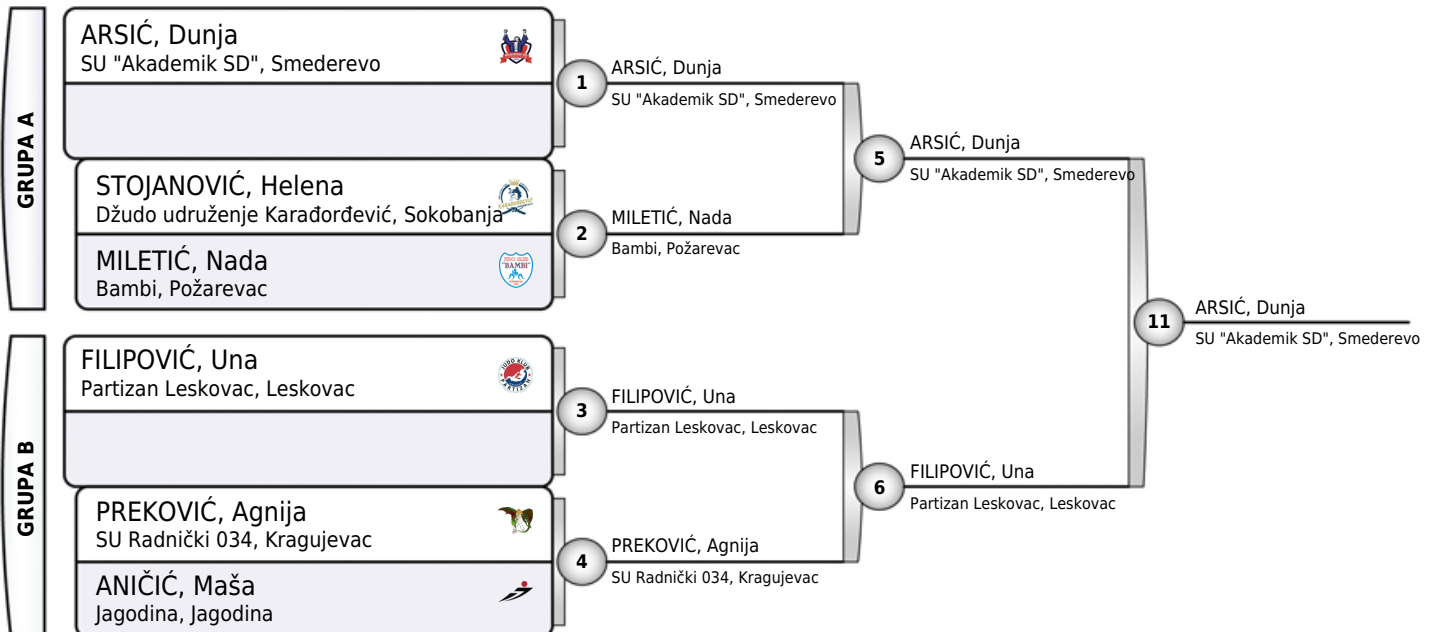 GRUPA A
ARSIĆ, Dunja
SU "Akademik SD", Smederevo
STOJANOVIĆ, Helena
Džudo udruženje Karađorđević, Sokobanja
MILETIĆ, Nada
Bambi, Požarevac
"BAMBI"
1
ARSIĆ, Dunja
SU "Akademik SD", Smederevo
2
MILETIĆ, Nada
Bambi, Požarevac
5
ARSIĆ, Dunja
SU "Akademik SD", Smederevo
GRUPA B
FILIPOVIĆ, Una
Partizan Leskovac, Leskovac
JUDO KLUB
PARTIZAN
PREKOVIĆ, Agnija
SU Radnički 034, Kragujevac
ANIČIĆ, Maša
Jagodina, Jagodina
3
FILIPOVIĆ, Una
Partizan Leskovac, Leskovac
4
PREKOVIĆ, Agnija
SU Radnički 034, Kragujevac
6
FILIPOVIĆ, Una
Partizan Leskovac, Leskovac
11
ARSIĆ, Dunja
SU "Akademik SD", Smederevo